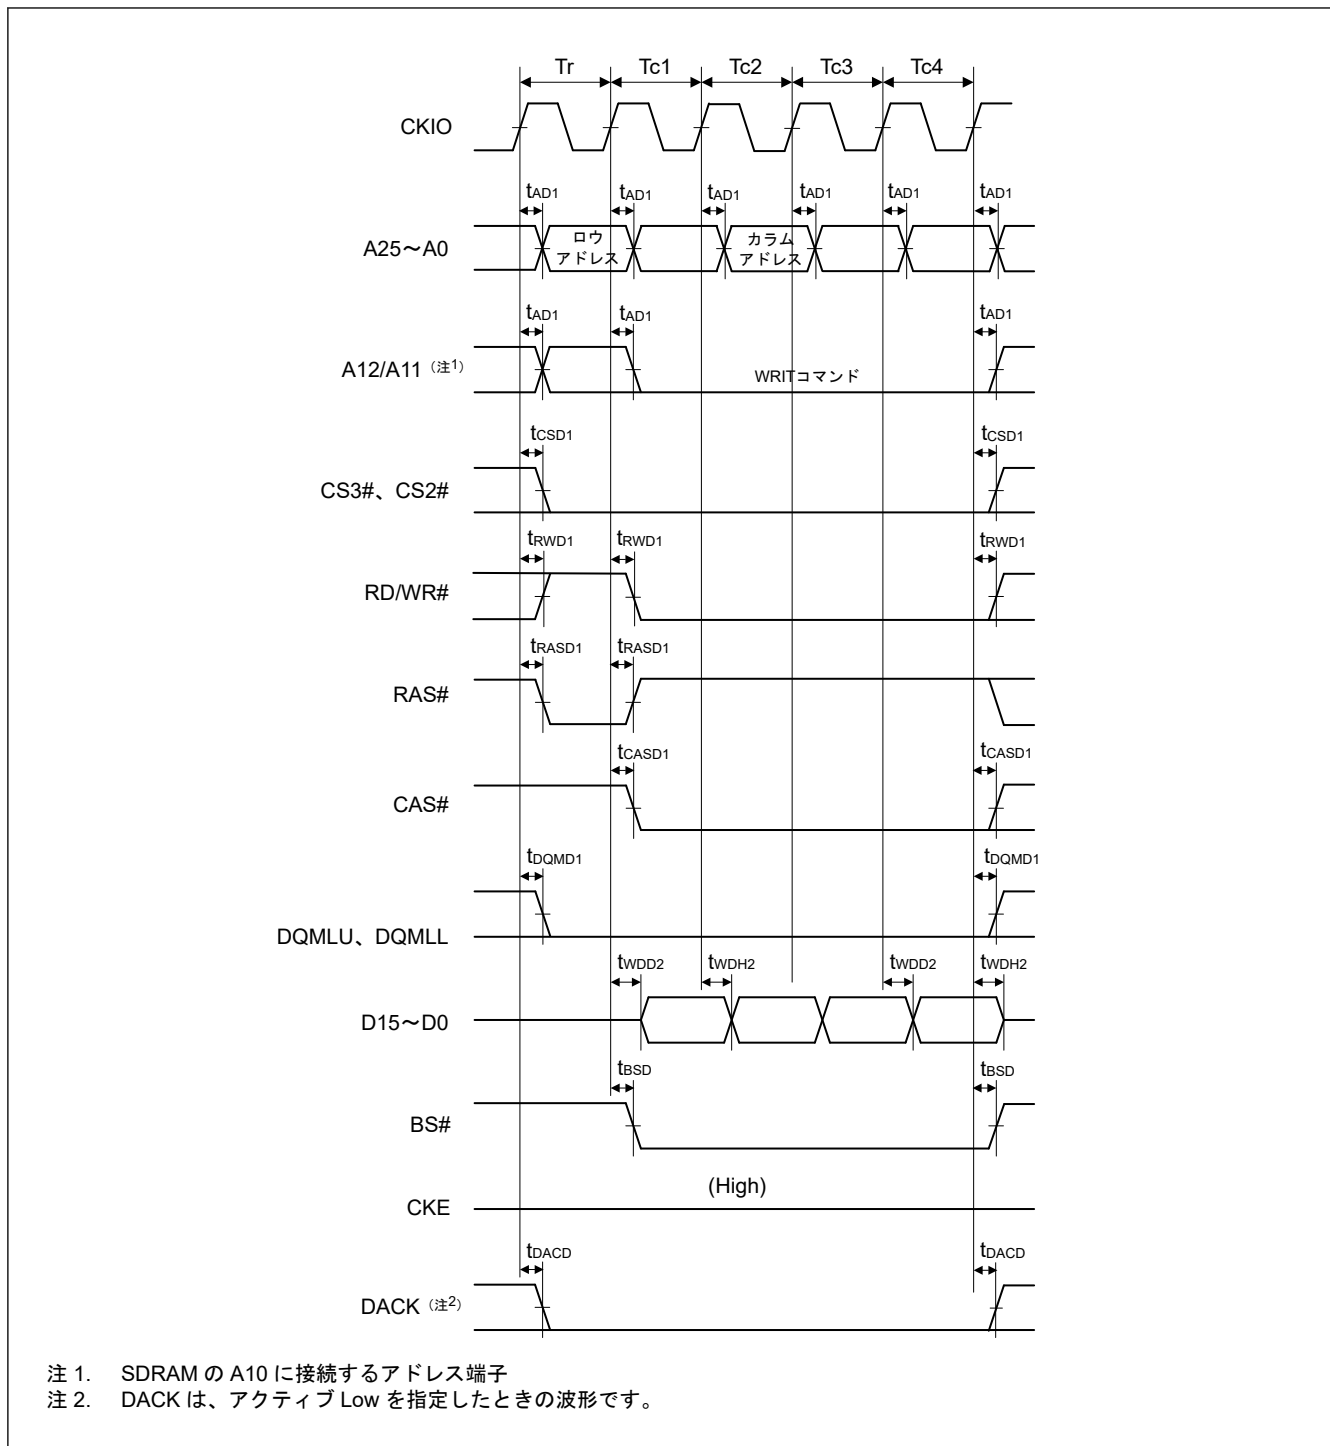 Tr Tc1 Tc2 Tc3 Tc4
CKIO
tAD1 tAD1 tAD1 tAD1 tAD1 tAD1
A25～A0
ロウ
アドレス
カラム
アドレス
tAD1 tAD1 tAD1
A12/A11（注1）
WRITコマンド
tCSD1 tCSD1
CS3#、CS2#
tRWD1 tRWD1 tRWD1
RD/WR#
tRASD1 tRASD1
RAS#
tCASD1 tCASD1
CAS#
tDQMD1 tDQMD1
DQMLU、DQMLL
tWDD2 tWDH2 tWDD2 tWDH2
D15～D0
tBSD tBSD
BS#
(High)
CKE
tDACD tDACD
DACK（注2）
注 1. SDRAM の A10 に接続するアドレス端子
注 2. DACK は、アクティブ Low を指定したときの波形です。